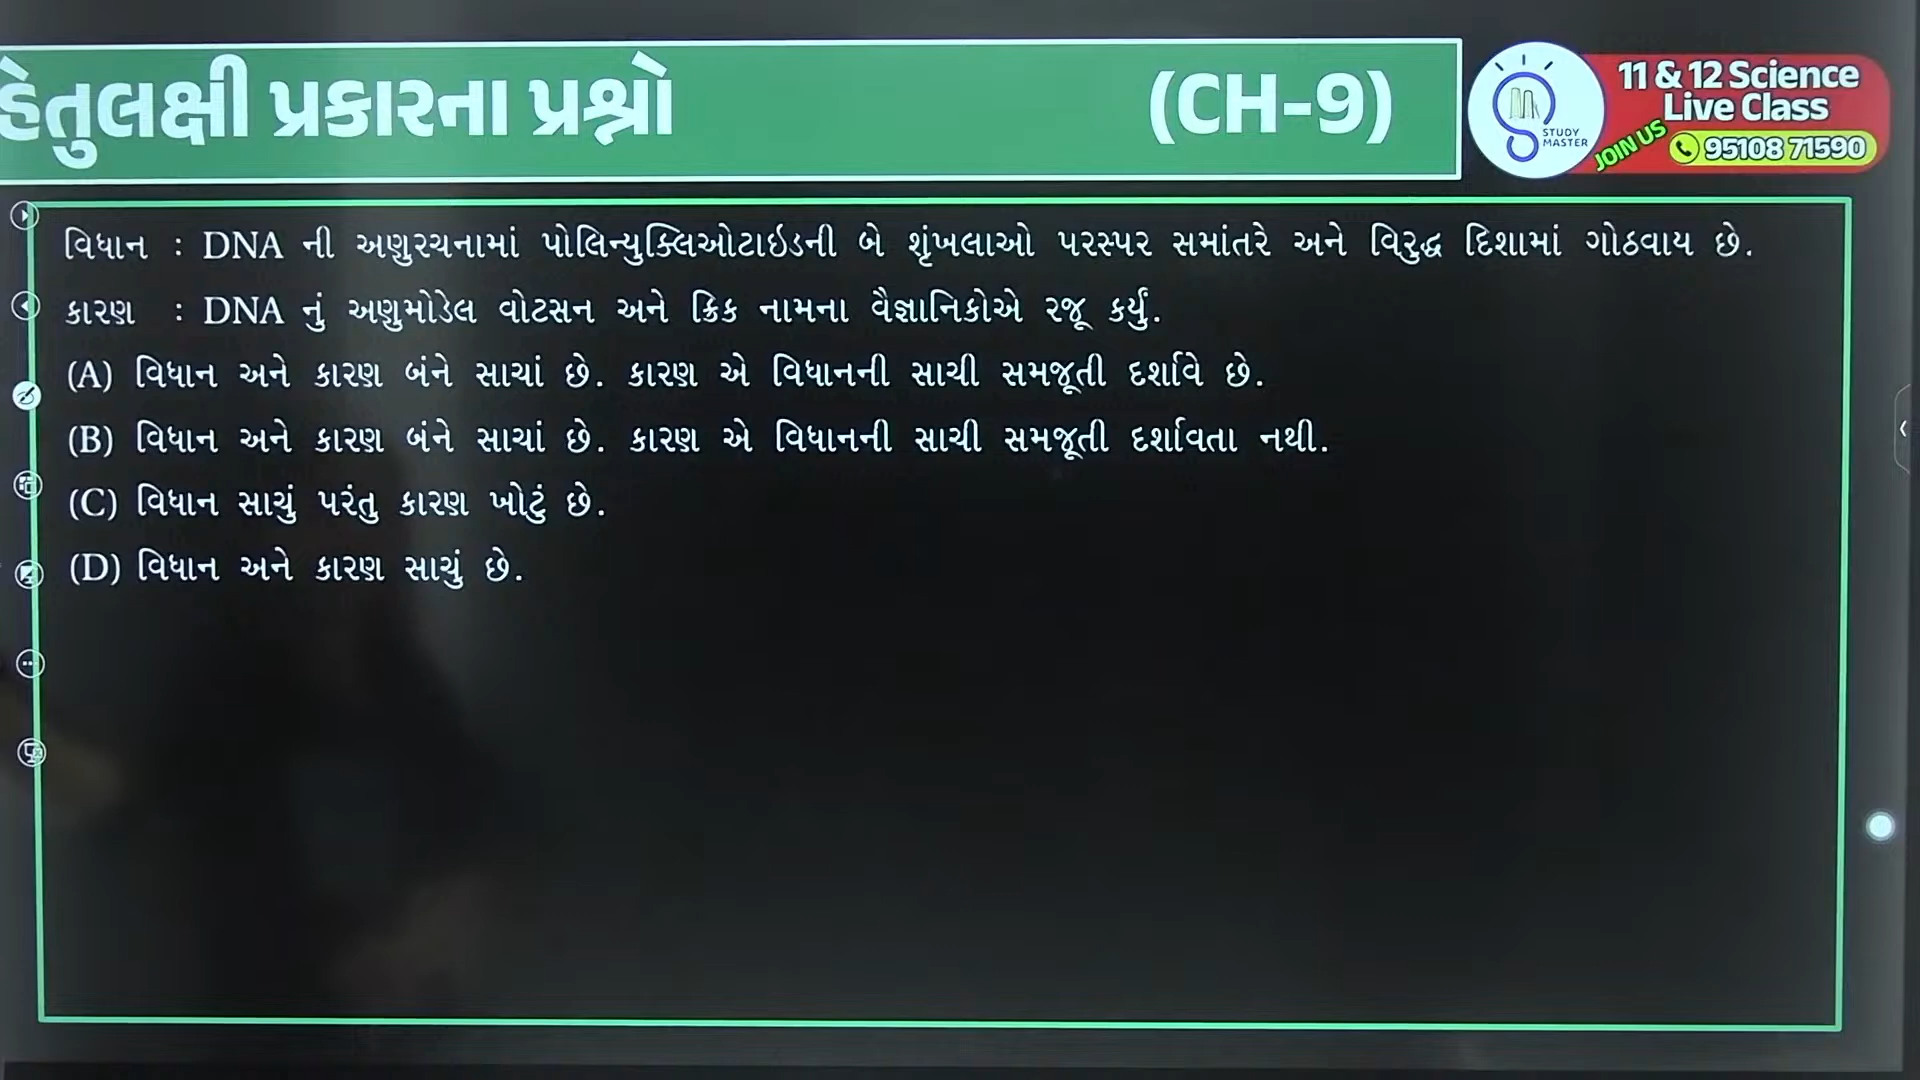 હેતુલક્ષી પ્રકારના પ્રશ્નો (CH-9)
11 & 12 Science
Live Class
JOIN US 95108 71590
STUDY
MASTER
વિધાન : DNA ની અણુરચનામાં પોલિન્યુક્લિઓટાઇડની બે શૃંખલાઓ પરસ્પર સમાંતરે અને વિરુદ્ધ દિશામાં ગોઠવાય છે.
કારણ : DNA નું અણુમોડેલ વોટસન અને ક્રિક નામના વૈજ્ઞાનિકોએ રજૂ કર્યું.
(A) વિધાન અને કારણ બંને સાચાં છે. કારણ એ વિધાનની સાચી સમજૂતી દર્શાવે છે.
(B) વિધાન અને કારણ બંને સાચાં છે. કારણ એ વિધાનની સાચી સમજૂતી દર્શાવતા નથી.
(C) વિધાન સાચું પરંતુ કારણ ખોટું છે.
(D) વિધાન અને કારણ સાચું છે.